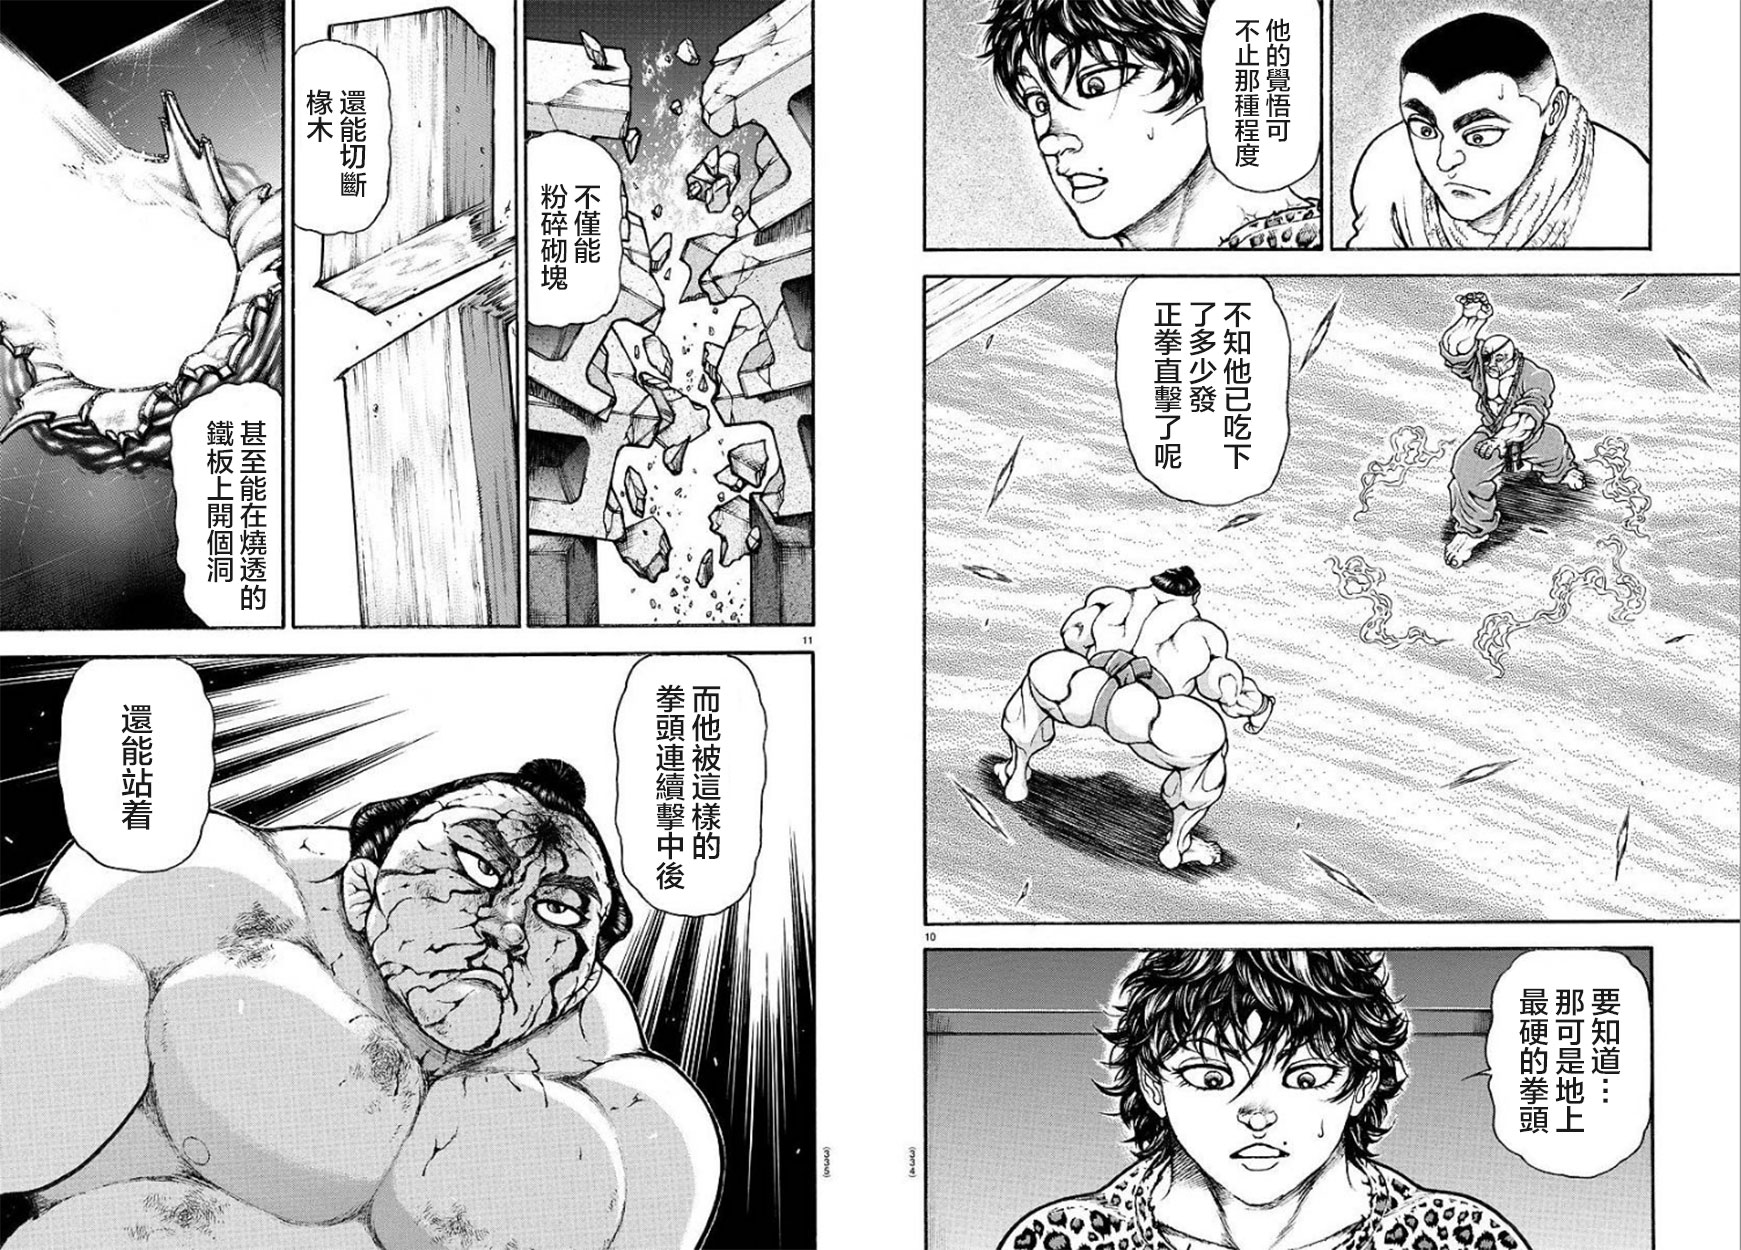 他的覺悟可
不止那種程度
不知他已吃下
了多少發
正拳直擊了呢
10
要知道…
那可是地上
最硬的拳頭
(334)
不僅能
粉碎砌塊
還能切斷
椽木
甚至能在燒透的
鐵板上開個洞
11
而他被這樣的
拳頭連續擊中後
還能站着
(335)